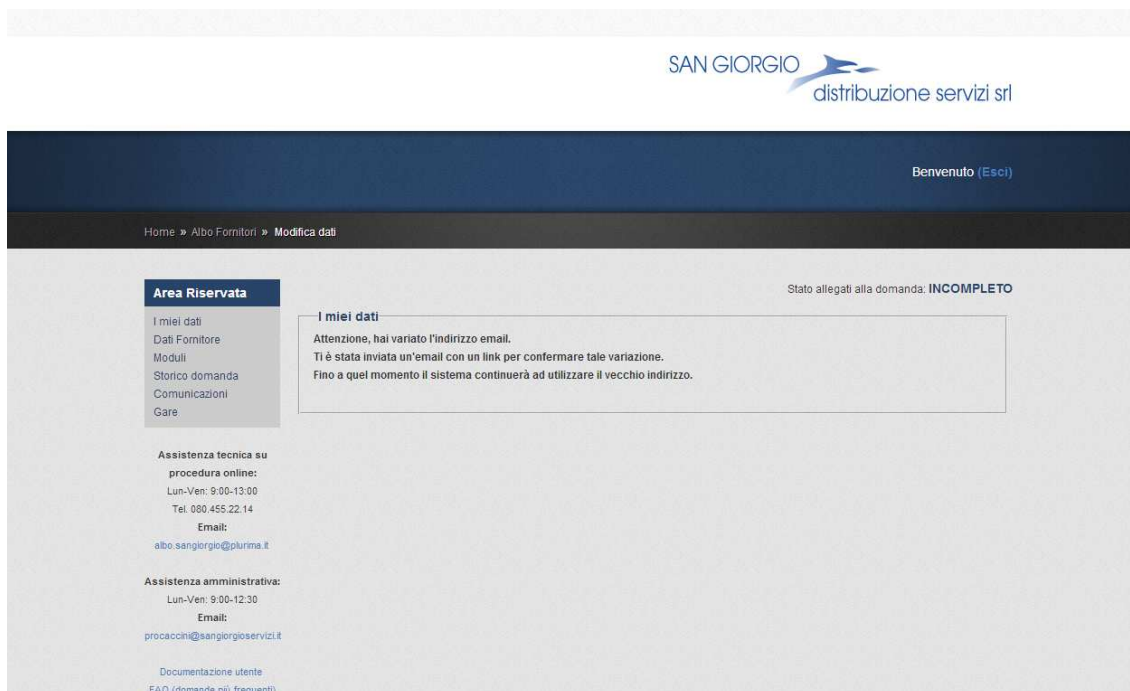 SAN GIORGIO
distribuzione servizi srl
Benvenuto (Esci)
Home » Albo Fornitori » Modifica dati
Area Riservata
I miei dati
Dati Fornitore
Moduli
Storico domanda
Comunicazioni
Gare
Stato allegati alla domanda: INCOMPLETO
I miei dati
Attenzione, hai variato l'indirizzo email.
Ti è stata inviata un'email con un link per confermare tale variazione.
Fino a quel momento il sistema continuerà ad utilizzare il vecchio indirizzo.
Assistenza tecnica su
procedura online:
Lun-Ven: 9:00-13:00
Tel. 080.455.22.14
Email:
albo.sangiorgio@plurima.it
Assistenza amministrativa:
Lun-Ven: 9:00-12:30
Email:
procaccini@sangiorgioservizi.it
Documentazione utente
FAQ (domande più frequenti)